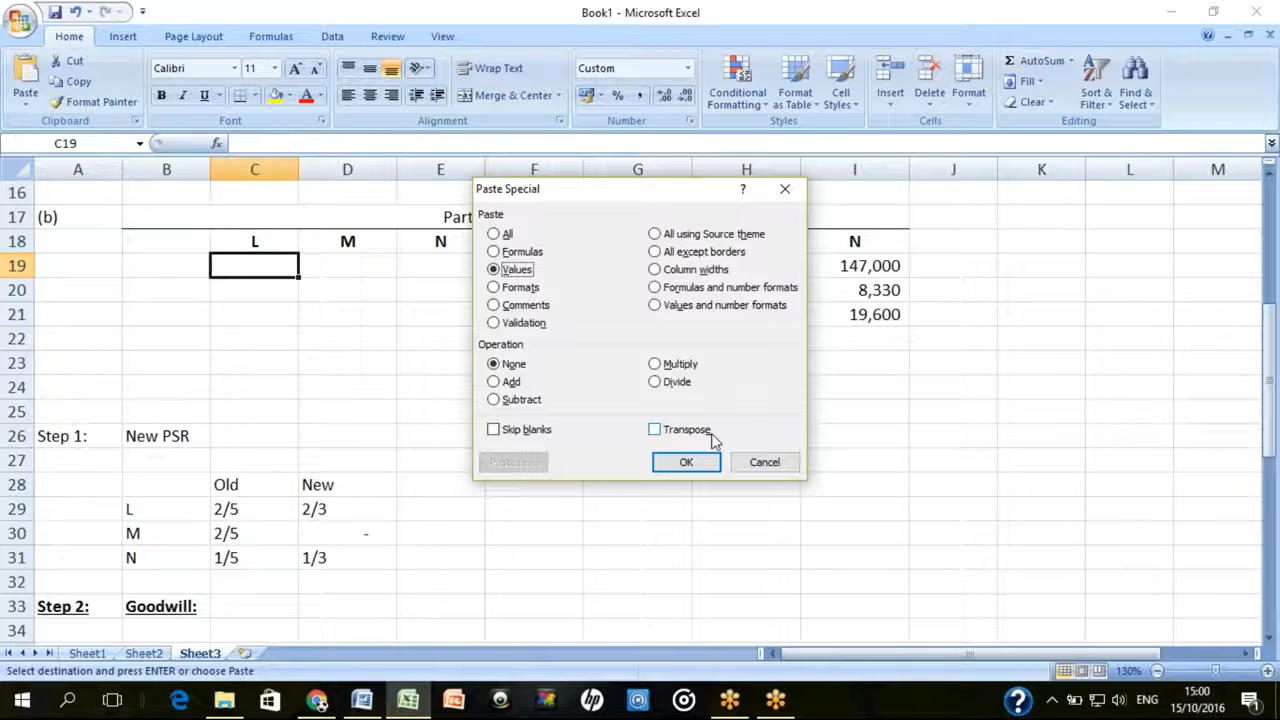 Book1 - Microsoft Excel
Home Insert Page Layout Formulas Data Review View
Paste
Cut
Copy
Format Painter
Calibri 11
B I U
Wrap Text
Merge & Center
Custom
Conditional Formatting
Format as Table
Cell Styles
Insert Delete Format
AutoSum
Fill
Clear
Sort & Filter
Find & Select
Clipboard Font Alignment Number Styles Cells Editing
C19 fx
A B C D E F G H I J K L M
16
17 (b) Part
18 L M N N
19 147,000
20 8,330
21 19,600
22
23
24
25
26 Step 1: New PSR
27
28 Old New
29 L 2/5 2/3
30 M 2/5 -
31 N 1/5 1/3
32
33 Step 2: Goodwill:
34
Paste Special
Paste
All
Formulas
Values
Formats
Comments
Validation
All using Source theme
All except borders
Column widths
Formulas and number formats
Values and number formats
Operation
None
Add
Subtract
Multiply
Divide
Skip blanks
Transpose
OK Cancel
Sheet1 Sheet2 Sheet3
Select destination and press ENTER or choose Paste 130%
ENG
15:00
15/10/2016